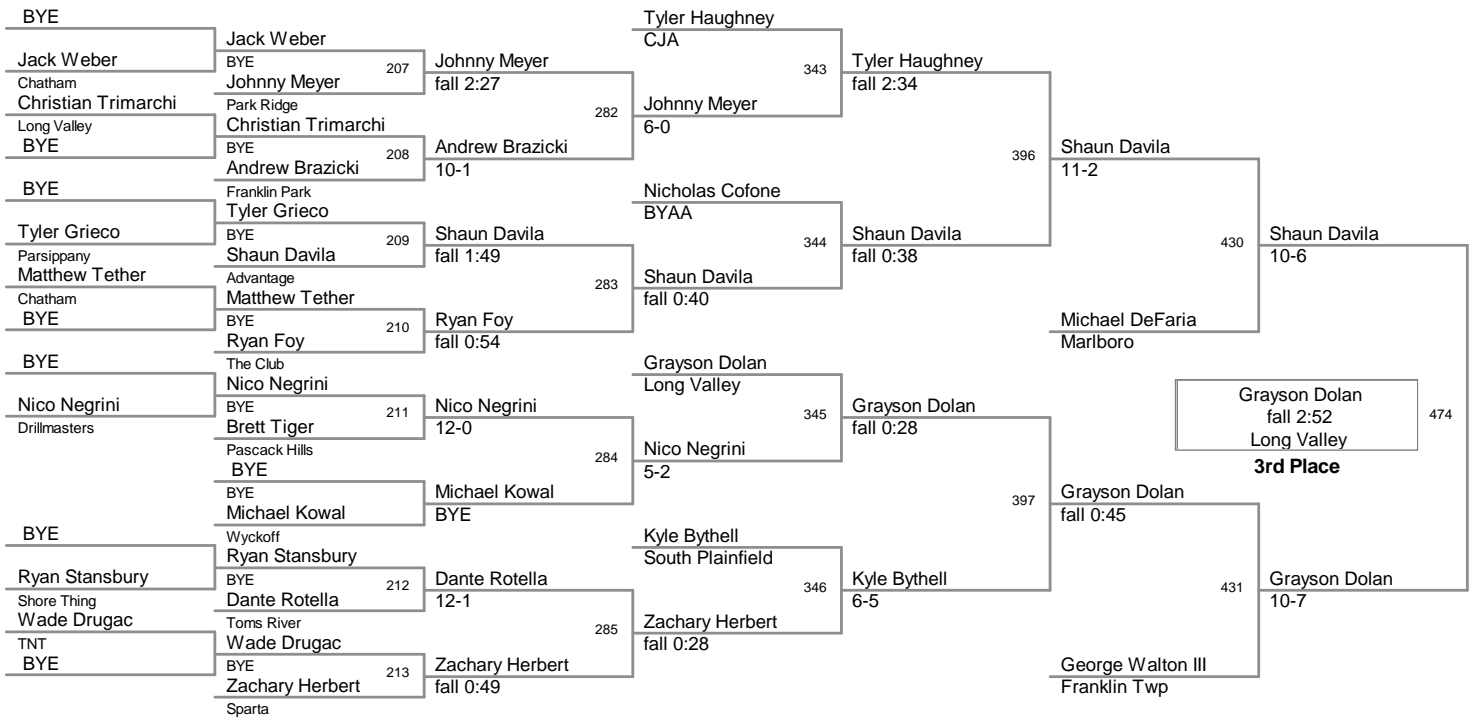 BYE
Jack Weber
Chatham
Christian Trimarchi
Long Valley
BYE
BYE
Tyler Grieco
Parsippany
Matthew Tether
Chatham
BYE
BYE
Nico Negrini
Drillmasters
BYE
Ryan Stansbury
Shore Thing
Wade Drugac
TNT
BYE
Jack Weber
BYE
207
Johnny Meyer
Park Ridge
Christian Trimarchi
BYE
208
Andrew Brazicki
Franklin Park
Tyler Grieco
BYE
209
Shaun Davila
Advantage
Matthew Tether
BYE
210
Ryan Foy
The Club
Nico Negrini
BYE
211
Brett Tiger
Pascack Hills
BYE
BYE
Michael Kowal
Wyckoff
Ryan Stansbury
BYE
212
Dante Rotella
Toms River
Wade Drugac
BYE
213
Zachary Herbert
Sparta
Johnny Meyer
fall 2:27
282
Andrew Brazicki
10-1
Shaun Davila
fall 1:49
283
Ryan Foy
fall 0:54
Nico Negrini
12-0
284
Michael Kowal
BYE
Dante Rotella
12-1
285
Zachary Herbert
fall 0:49
Tyler Haughney
CJA
343
Johnny Meyer
6-0
Nicholas Cofone
BYAA
344
Shaun Davila
fall 0:40
Grayson Dolan
Long Valley
345
Nico Negrini
5-2
Kyle Bythell
South Plainfield
346
Zachary Herbert
fall 0:28
Tyler Haughney
fall 2:34
396
Shaun Davila
fall 0:38
Grayson Dolan
fall 0:28
397
Kyle Bythell
6-5
Shaun Davila
11-2
430
Michael DeFaria
Marlboro
Grayson Dolan
fall 0:45
431
George Walton III
Franklin Twp
Shaun Davila
10-6
Grayson Dolan
fall 2:52
Long Valley
474
3rd Place
Grayson Dolan
10-7